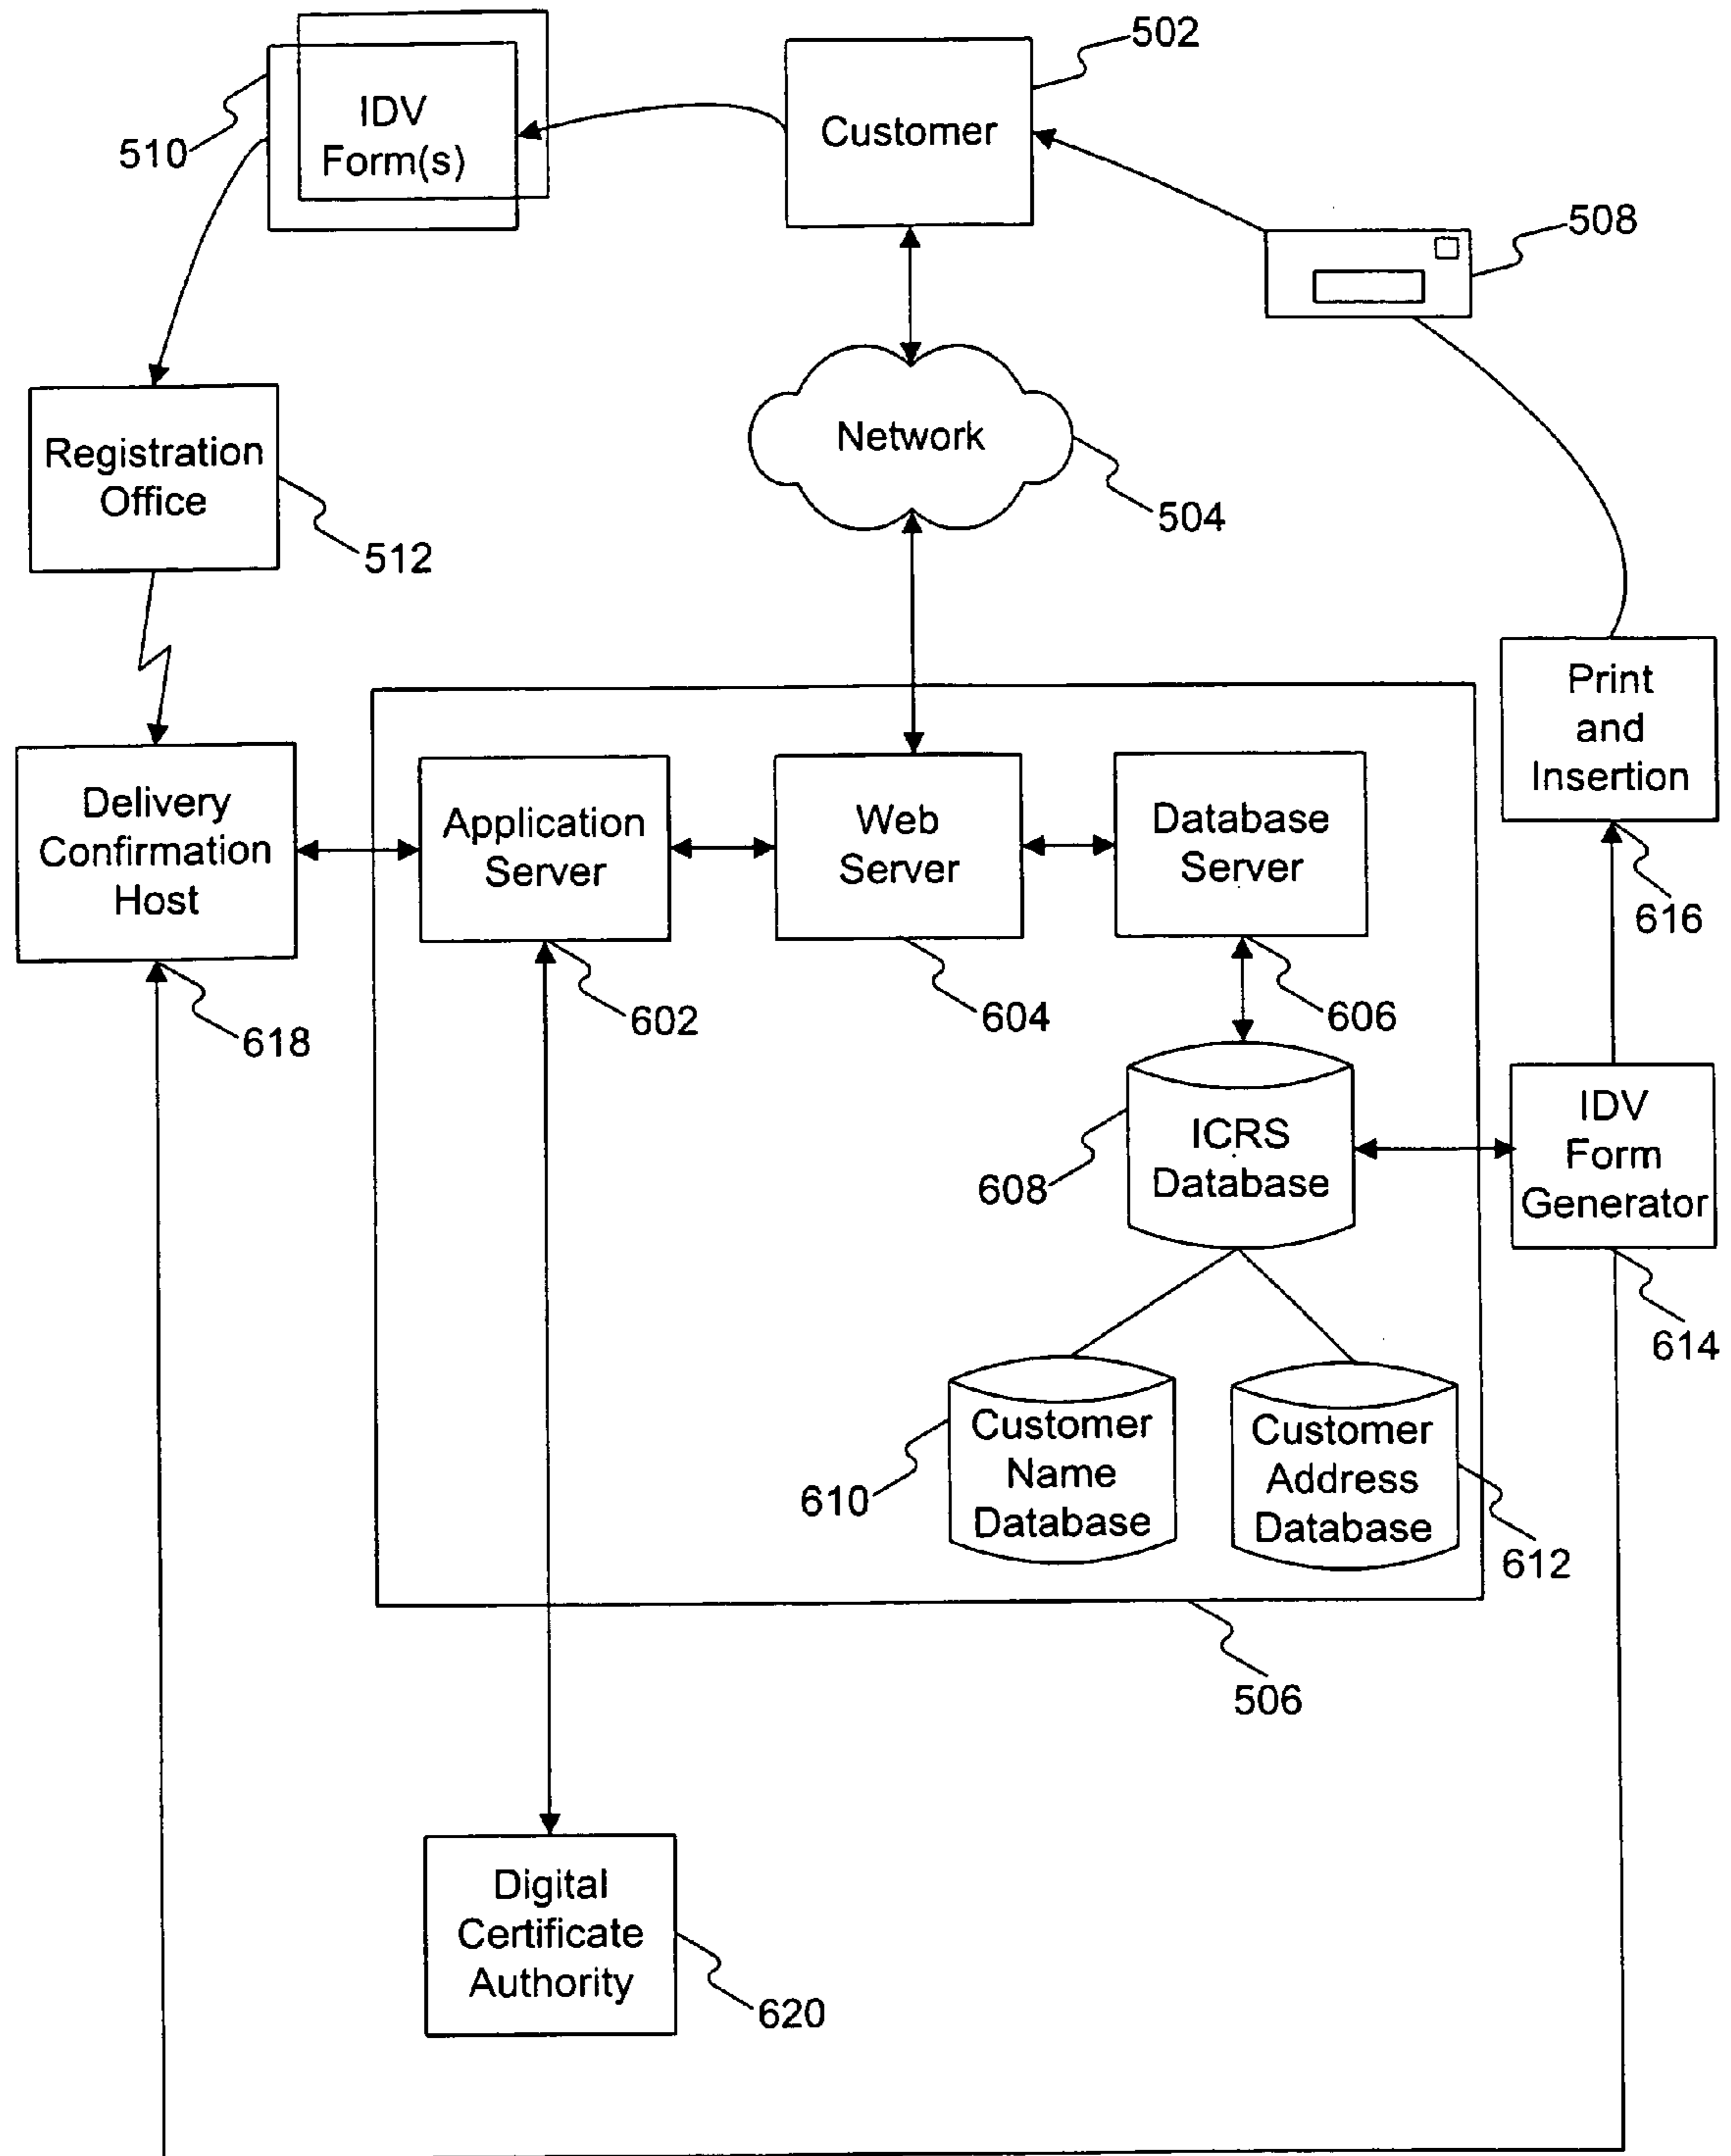 502
IDV
Form(s)
510
Customer
508
Network
504
Registration
Office
512
Print
and
Insertion
616
Delivery
Confirmation
Host
618
Application
Server
602
Web
Server
604
Database
Server
606
ICRS
Database
608
IDV
Form
Generator
614
Customer
Name
Database
610
Customer
Address
Database
612
506
Digital
Certificate
Authority
620